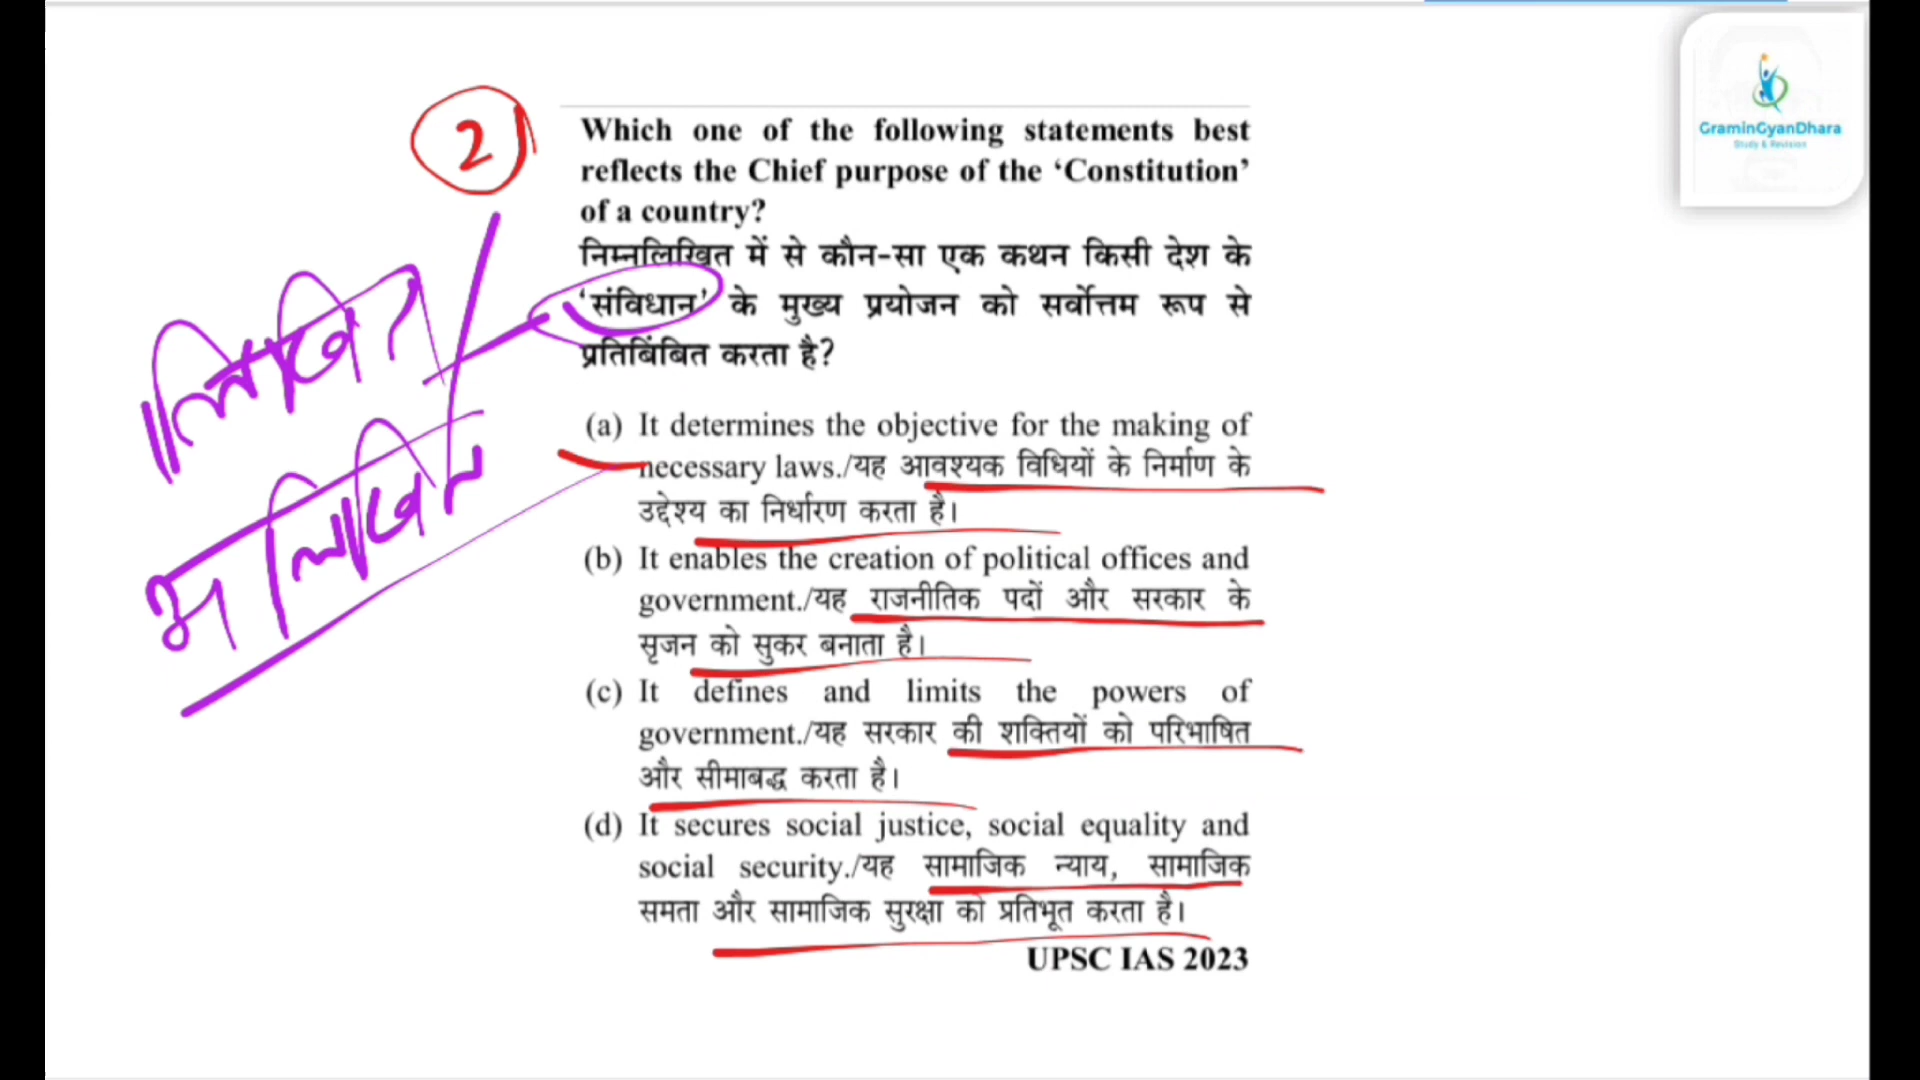 GraminGyanDhara
Study & Revision
2
Which one of the following statements best
reflects the Chief purpose of the ‘Constitution’
of a country?
निम्नलिखित में से कौन-सा एक कथन किसी देश के
‘संविधान’ के मुख्य प्रयोजन को सर्वोत्तम रूप से
प्रतिबिंबित करता है?
लिखित
अलिखित
(a) It determines the objective for the making of
necessary laws./यह आवश्यक विधियों के निर्माण के
उद्देश्य का निर्धारण करता है।
(b) It enables the creation of political offices and
government./यह राजनीतिक पदों और सरकार के
सृजन को सुकर बनाता है।
(c) It defines and limits the powers of
government./यह सरकार की शक्तियों को परिभाषित
और सीमाबद्ध करता है।
(d) It secures social justice, social equality and
social security./यह सामाजिक न्याय, सामाजिक
समता और सामाजिक सुरक्षा को प्रतिभूत करता है।
UPSC IAS 2023